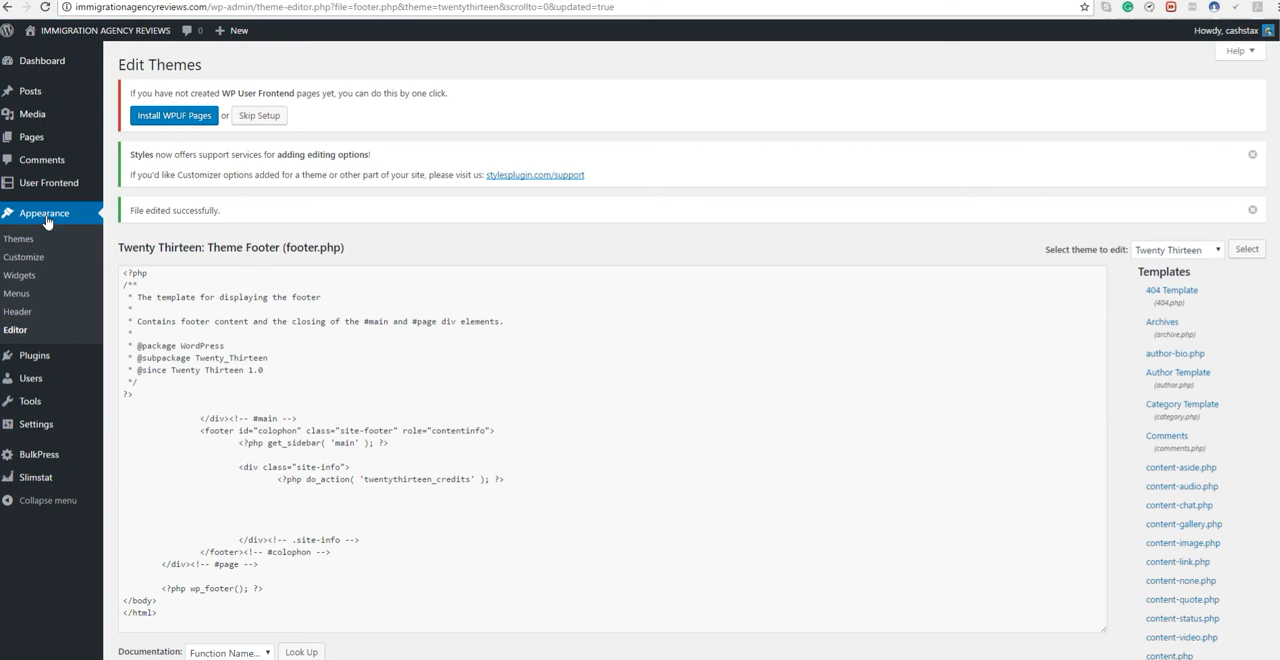 immigrationagencyreviews.com/wp-admin/theme-editor.php?file=footer.php&theme=twentythirteen&scrollto=0&updated=true
IMMIGRATION AGENCY REVIEWS
0
New
Howdy, cashstax
Help
Dashboard
Posts
Media
Pages
Comments
User Frontend
Appearance
Themes
Customize
Widgets
Menus
Header
Editor
Plugins
Users
Tools
Settings
BulkPress
Slimstat
Collapse menu
Edit Themes
If you have not created WP User Frontend pages yet, you can do this by one click.
Install WPUF Pages or Skip Setup
Styles now offers support services for adding editing options!
If you'd like Customizer options added for a theme or other part of your site, please visit us: stylesplugin.com/support
File edited successfully.
Twenty Thirteen: Theme Footer (footer.php)
Select theme to edit: Twenty Thirteen Select
<?php
/**
* The template for displaying the footer
*
* Contains footer content and the closing of the #main and #page div elements.
*
* @package WordPress
* @subpackage Twenty_Thirteen
* @since Twenty Thirteen 1.0
*/
?>
</div><!-- #main -->
<footer id="colophon" class="site-footer" role="contentinfo">
<?php get_sidebar( 'main' ); ?>
<div class="site-info">
<?php do_action( 'twentythirteen_credits' ); ?>
</div><!-- .site-info -->
</footer><!-- #colophon -->
</div><!-- #page -->
<?php wp_footer(); ?>
</body>
</html>
Templates
404 Template
(404.php)
Archives
(archive.php)
author-bio.php
Author Template
(author.php)
Category Template
(category.php)
Comments
(comments.php)
content-aside.php
content-audio.php
content-chat.php
content-gallery.php
content-image.php
content-link.php
content-none.php
content-quote.php
content-status.php
content-video.php
content.php
Documentation: Function Name... Look Up